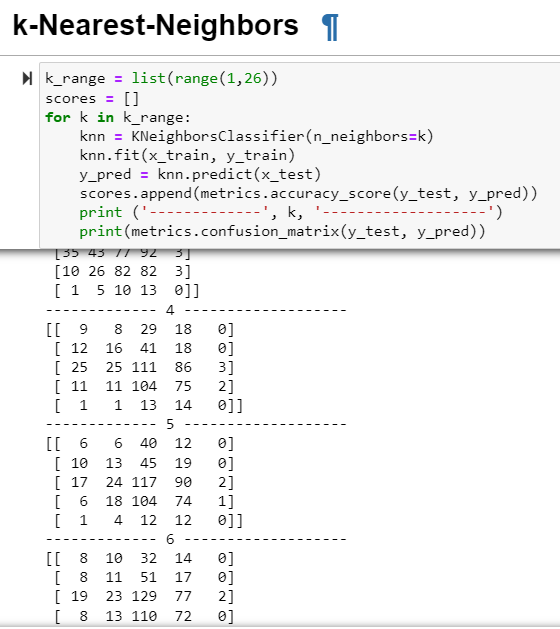 k-Nearest-Neighbors ¶
k_range = list(range(1,26))
scores = []
for k in k_range:
    knn = KNeighborsClassifier(n_neighbors=k)
    knn.fit(x_train, y_train)
    y_pred = knn.predict(x_test)
    scores.append(metrics.accuracy_score(y_test, y_pred))
    print ('-------------', k, '-------------------')
    print(metrics.confusion_matrix(y_test, y_pred))
[35 43 77 92  3]
[10 26 82 82  3]
[ 1  5 10 13  0]]
------------- 4 -------------------
[[  9   8  29  18   0]
 [ 12  16  41  18   0]
 [ 25  25 111  86   3]
 [ 11  11 104  75   2]
 [  1   1  13  14   0]]
------------- 5 -------------------
[[  6   6  40  12   0]
 [ 10  13  45  19   0]
 [ 17  24 117  90   2]
 [  6  18 104  74   1]
 [  1   4  12  12   0]]
------------- 6 -------------------
[[  8  10  32  14   0]
 [  8  11  51  17   0]
 [ 19  23 129  77   2]
 [  8  13 110  72   0]